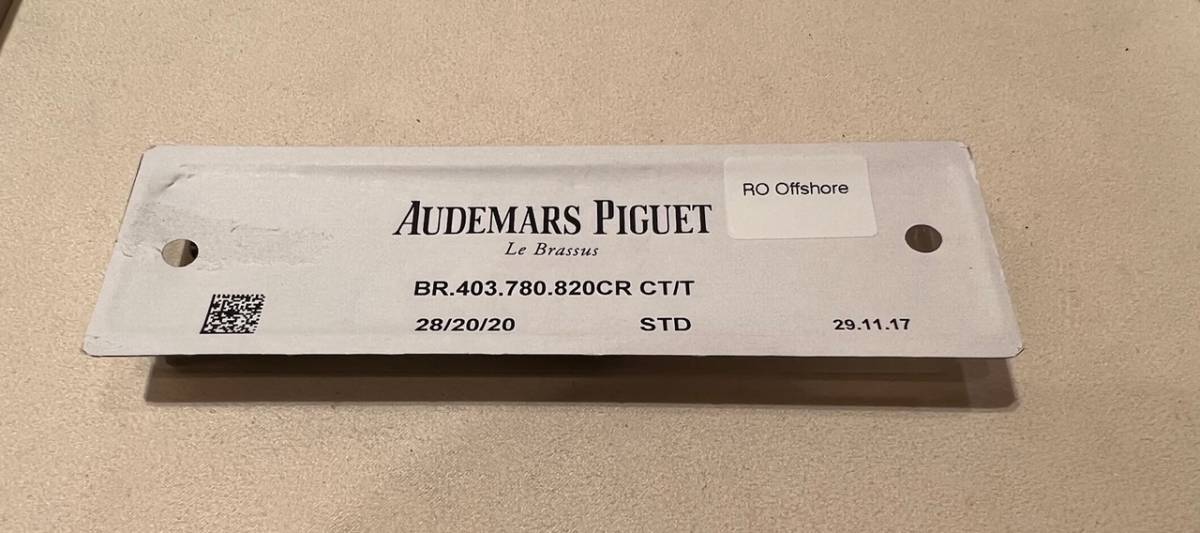 RO Offshore
AUDEMARS PIGUET
Le Brassus
BR.403.780.820CR CT/T
28/20/20 STD 29.11.17